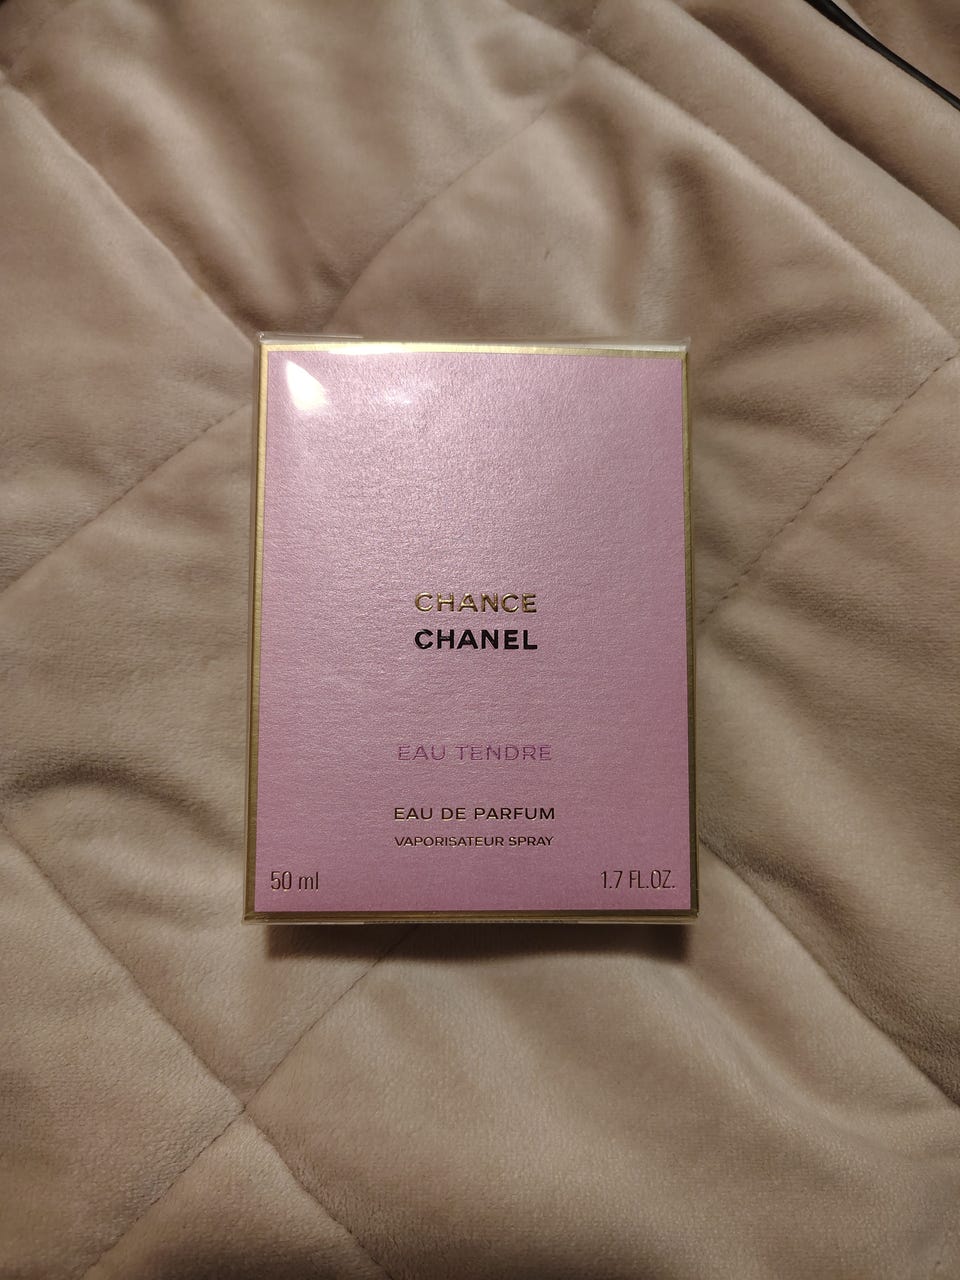 CHANCE
CHANEL
EAU TENDRE
EAU DE PARFUM
VAPORISATEUR SPRAY
50 ml 1.7 FL.OZ.